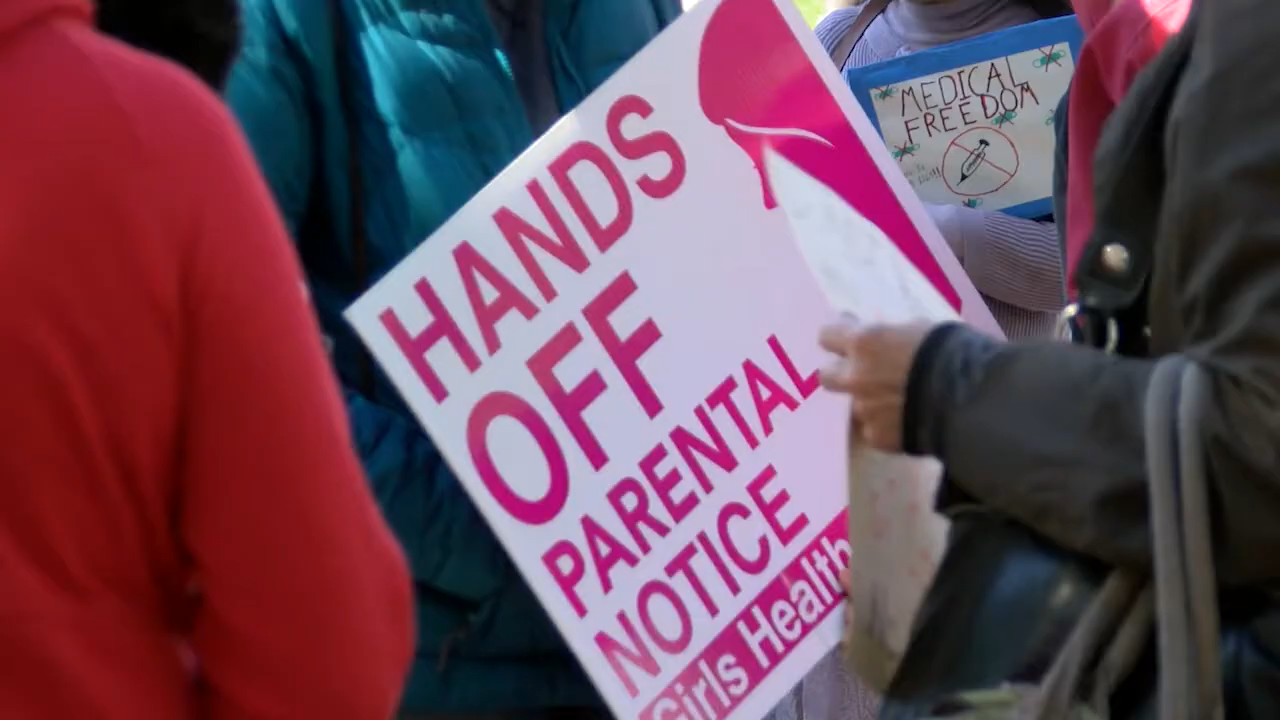 HANDS
OFF
PARENTAL
NOTICE
Girls Health
MEDICAL
FREEDOM